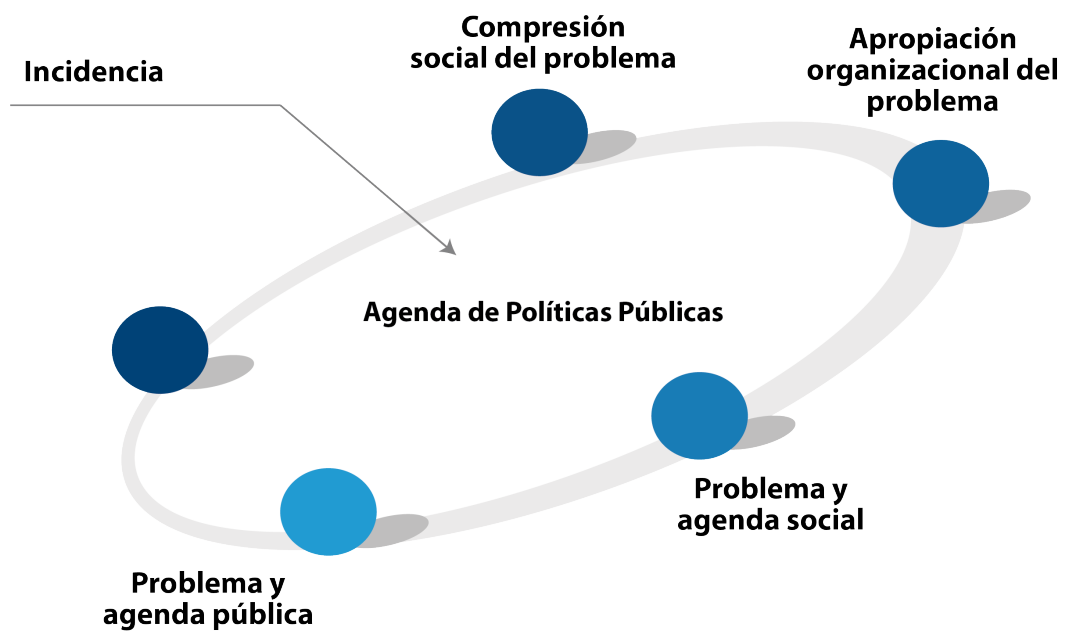 Incidencia
Compresión
social del problema
Apropiación
organizacional del
problema
Agenda de Políticas Públicas
Problema y
agenda social
Problema y
agenda pública